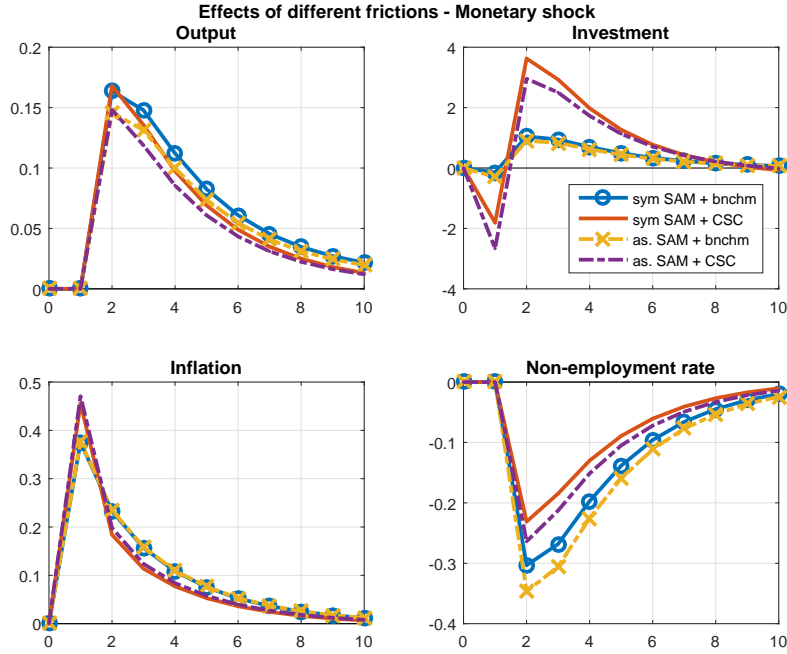 Effects of different frictions - Monetary shock
Output
0.2
0.15
0.1
0.05
0
0 2 4 6 8 10
Investment
4
2
0
-2
-4
0 2 4 6 8 10
sym SAM + bnchm
sym SAM + CSC
as. SAM + bnchm
as. SAM + CSC
Inflation
0.5
0.4
0.3
0.2
0.1
0
0 2 4 6 8 10
Non-employment rate
0
-0.1
-0.2
-0.3
-0.4
0 2 4 6 8 10